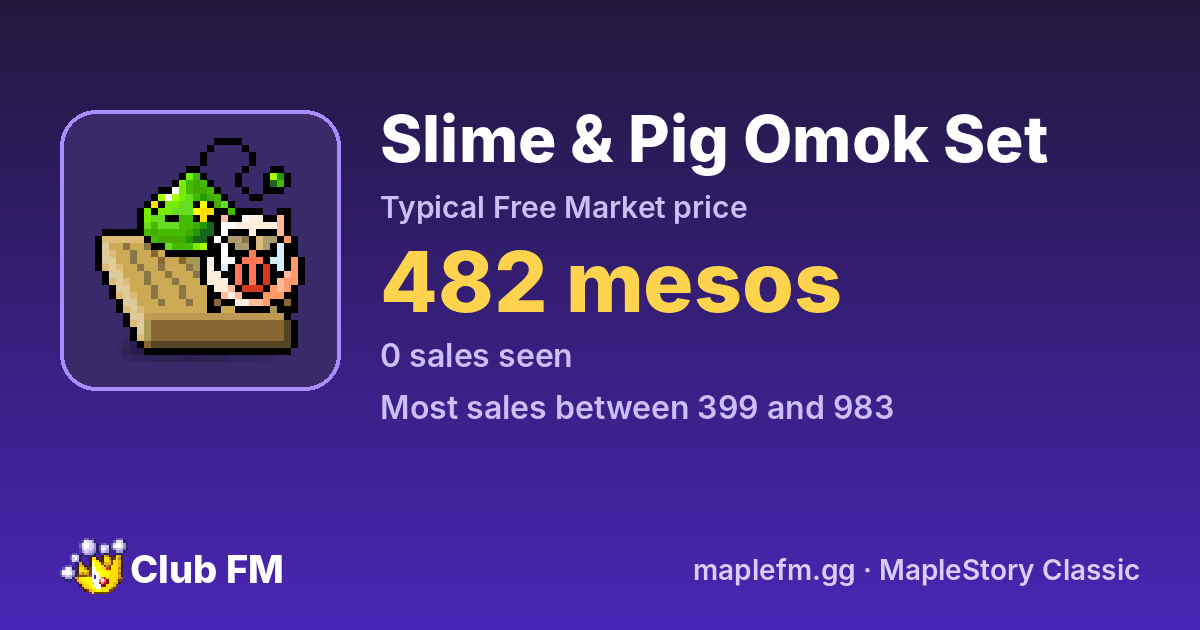 Slime & Pig Omok Set
Typical Free Market price
482 mesos
0 sales seen
Most sales between 399 and 983
Club FM
maplefm.gg · MapleStory Classic